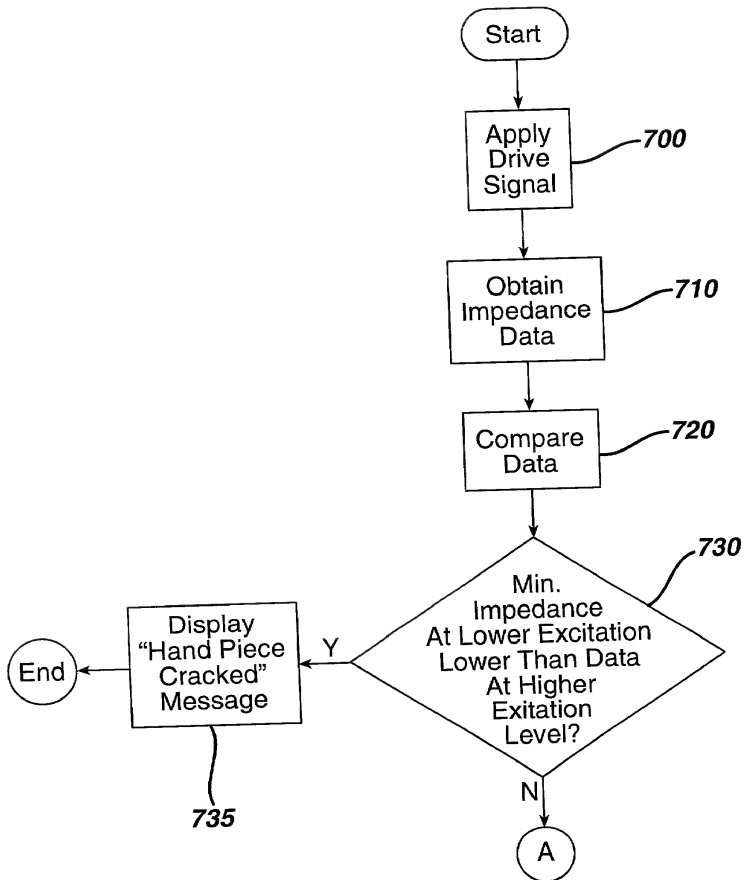 Start
Apply
Drive
Signal
700
Obtain
Impedance
Data
710
Compare
Data
720
730
Min.
Impedance
At Lower Excitation
Lower Than Data
At Higher
Exitation
Level?
Y
Display
“Hand Piece
Cracked”
Message
End
735
N
A